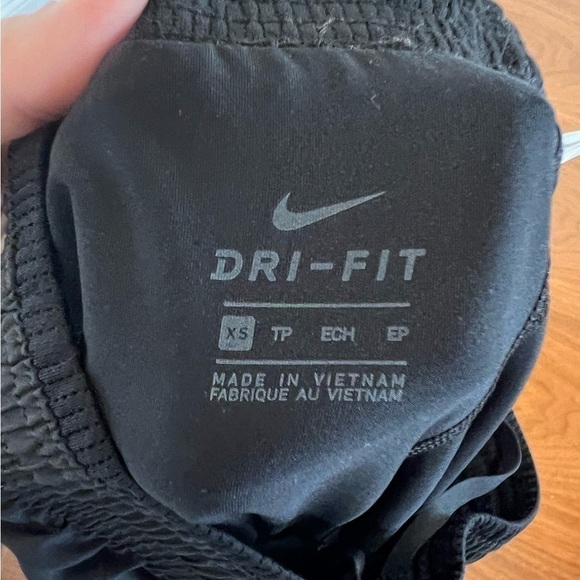 DRI-FIT
XS TP ECH EP
MADE IN VIETNAM
FABRIQUE AU VIETNAM